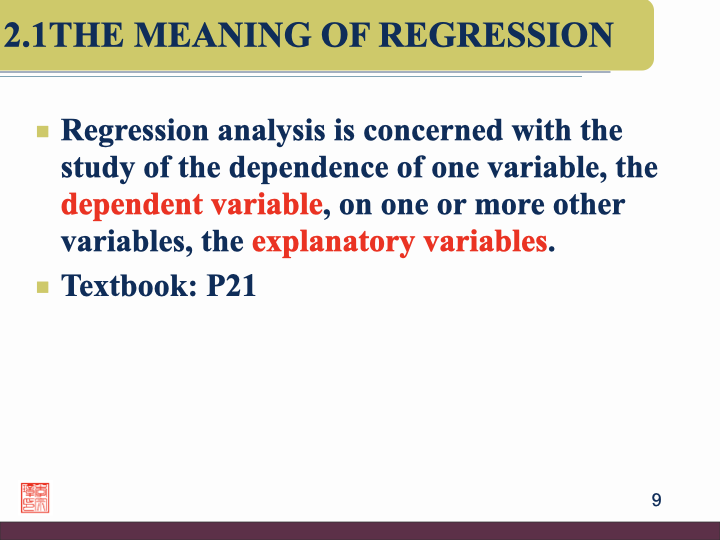 2.1THE MEANING OF REGRESSION
Regression analysis is concerned with the
study of the dependence of one variable, the
dependent variable, on one or more other
variables, the explanatory variables.
Textbook: P21
9